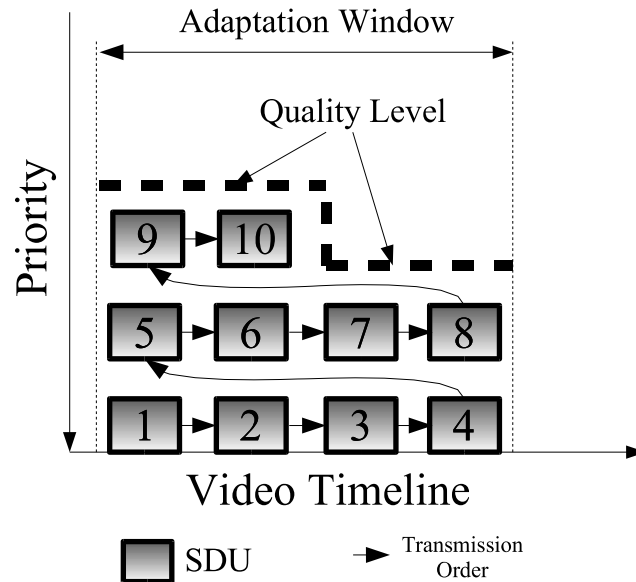 Adaptation Window
Quality Level
Priority
9 10
5 6 7 8
1 2 3 4
Video Timeline
SDU
Transmission
Order